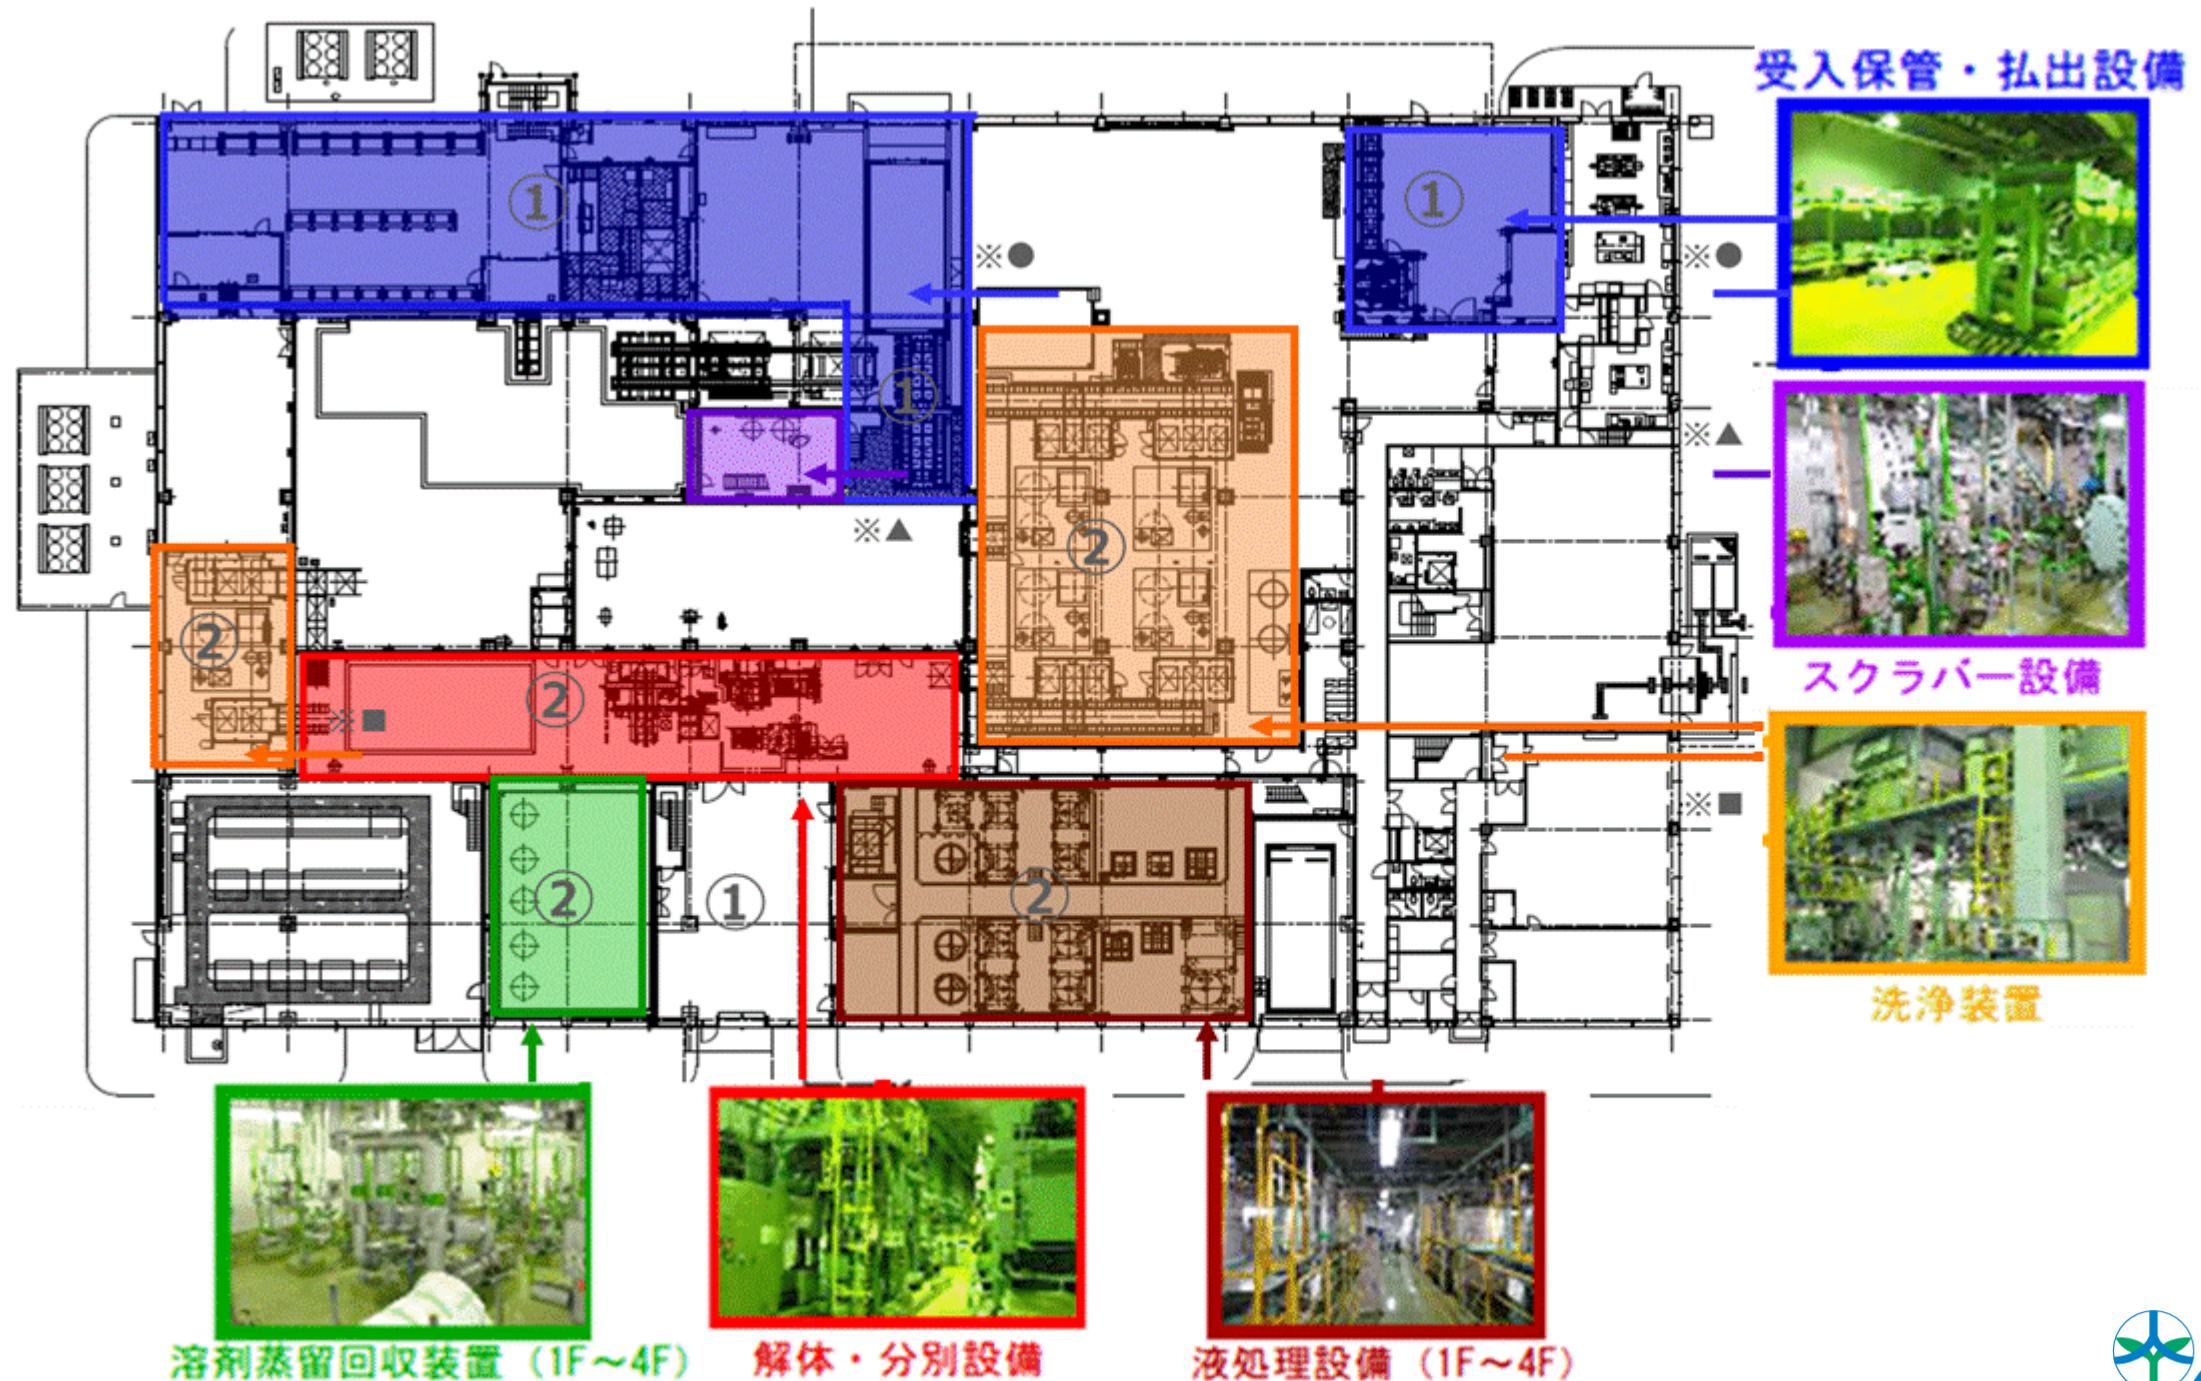 受入保管・払出設備
①
①
※●
※●
①
※▲
※▲
②
②
②
※■
※■
スクラバー設備
②
①
②
洗浄装置
溶剤蒸留回収装置（1F～4F）
解体・分別設備
液処理設備（1F～4F）